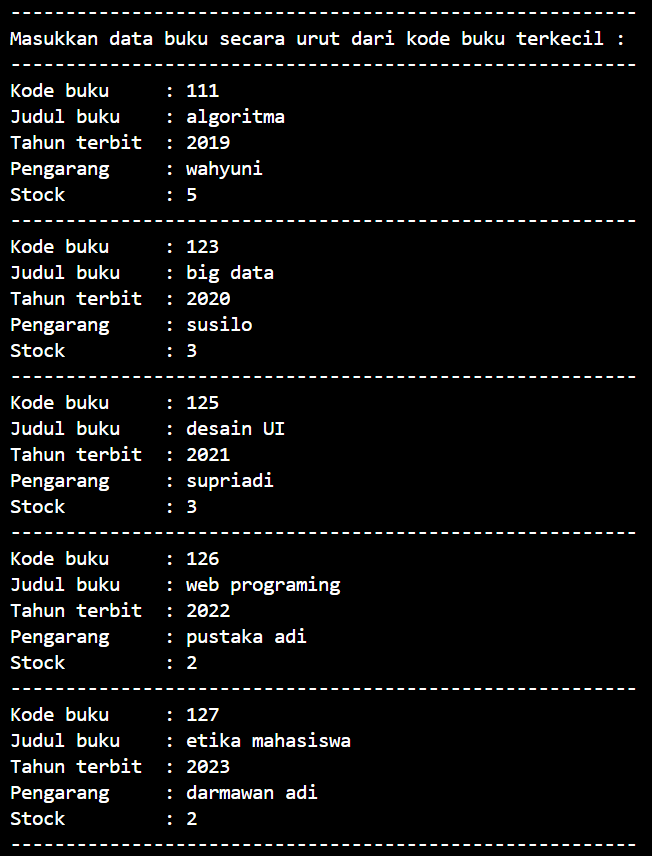 ---------------------------------------------------------
Masukkan data buku secara urut dari kode buku terkecil :
---------------------------------------------------------
Kode buku     : 111
Judul buku    : algoritma
Tahun terbit  : 2019
Pengarang     : wahyuni
Stock         : 5
---------------------------------------------------------
Kode buku     : 123
Judul buku    : big data
Tahun terbit  : 2020
Pengarang     : susilo
Stock         : 3
---------------------------------------------------------
Kode buku     : 125
Judul buku    : desain UI
Tahun terbit  : 2021
Pengarang     : supriadi
Stock         : 3
---------------------------------------------------------
Kode buku     : 126
Judul buku    : web programing
Tahun terbit  : 2022
Pengarang     : pustaka adi
Stock         : 2
---------------------------------------------------------
Kode buku     : 127
Judul buku    : etika mahasiswa
Tahun terbit  : 2023
Pengarang     : darmawan adi
Stock         : 2
---------------------------------------------------------